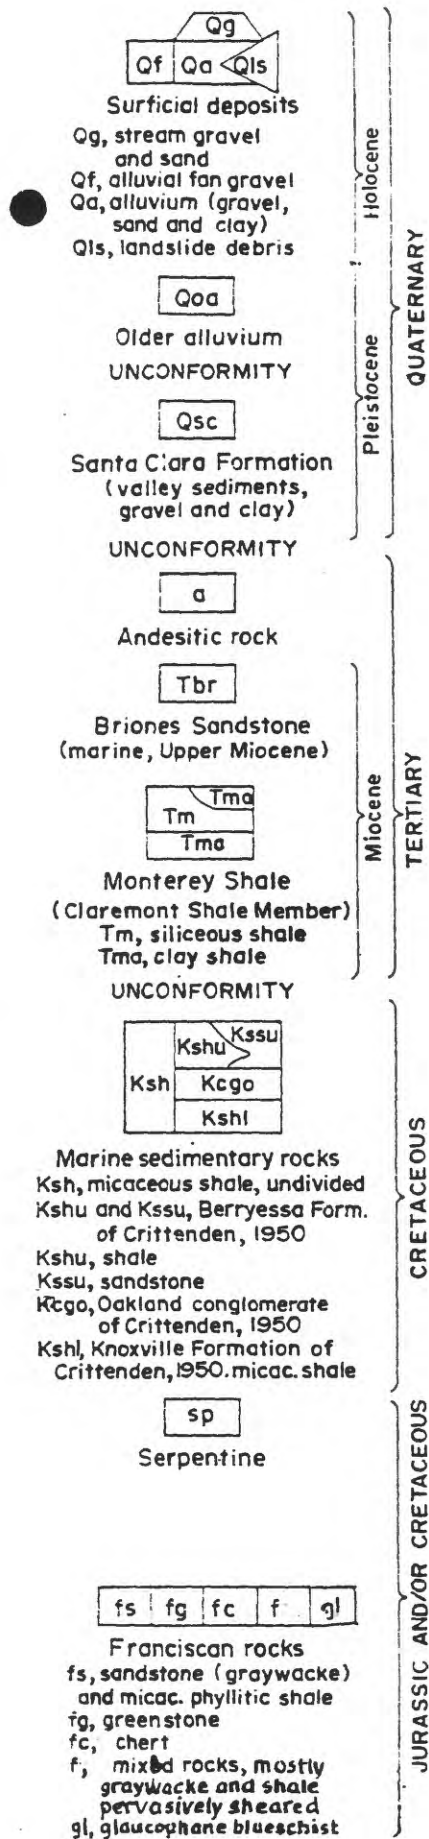 Qg
Qf Qa Qls
Surficial deposits
Qg, stream gravel
and sand
Qf, alluvial fan gravel
Qa, alluvium (gravel,
sand and clay)
Qls, landslide debris
Holocene
Qoa
Older alluvium
UNCONFORMITY
Qsc
Santa Clara Formation
(valley sediments,
gravel and clay)
Pleistocene
QUATERNARY
UNCONFORMITY
a
Andesitic rock
Tbr
Briones Sandstone
(marine, Upper Miocene)
Tma
Tm
Tma
Monterey Shale
(Claremont Shale Member)
Tm, siliceous shale
Tma, clay shale
Miocene
TERTIARY
UNCONFORMITY
Kssu
Kshu
Ksh Kcgo
Kshl
Marine sedimentary rocks
Ksh, micaceous shale, undivided
Kshu and Kssu, Berryessa Form.
of Crittenden, 1950
Kshu, shale
Kssu, sandstone
Kcgo, Oakland conglomerate
of Crittenden, 1950
Kshl, Knoxville Formation of
Crittenden, 1950. micac. shale
CRETACEOUS
sp
Serpentine
fs fg fc f gl
Franciscan rocks
fs, sandstone (graywacke)
and micac. phyllitic shale
fg, greenstone
fc, chert
f, mixed rocks, mostly
graywacke and shale
pervasively sheared
gl, glaucophane blueschist
JURASSIC AND/OR CRETACEOUS